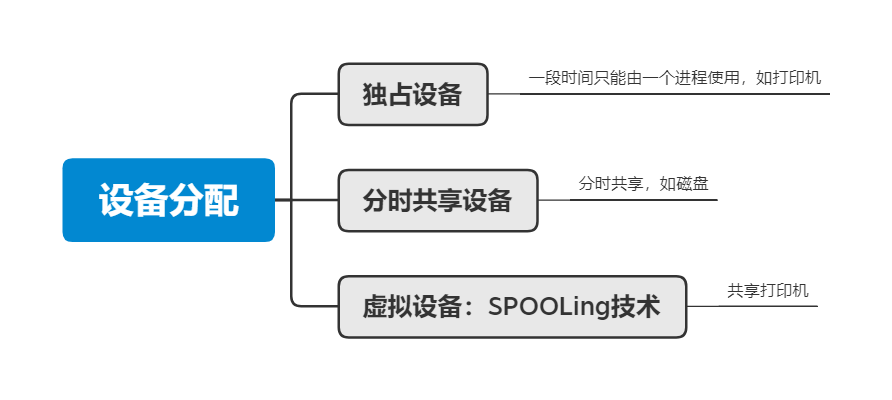 设备分配
独占设备
一段时间只能由一个进程使用，如打印机
分时共享设备
分时共享，如磁盘
虚拟设备：SPOOLing技术
共享打印机